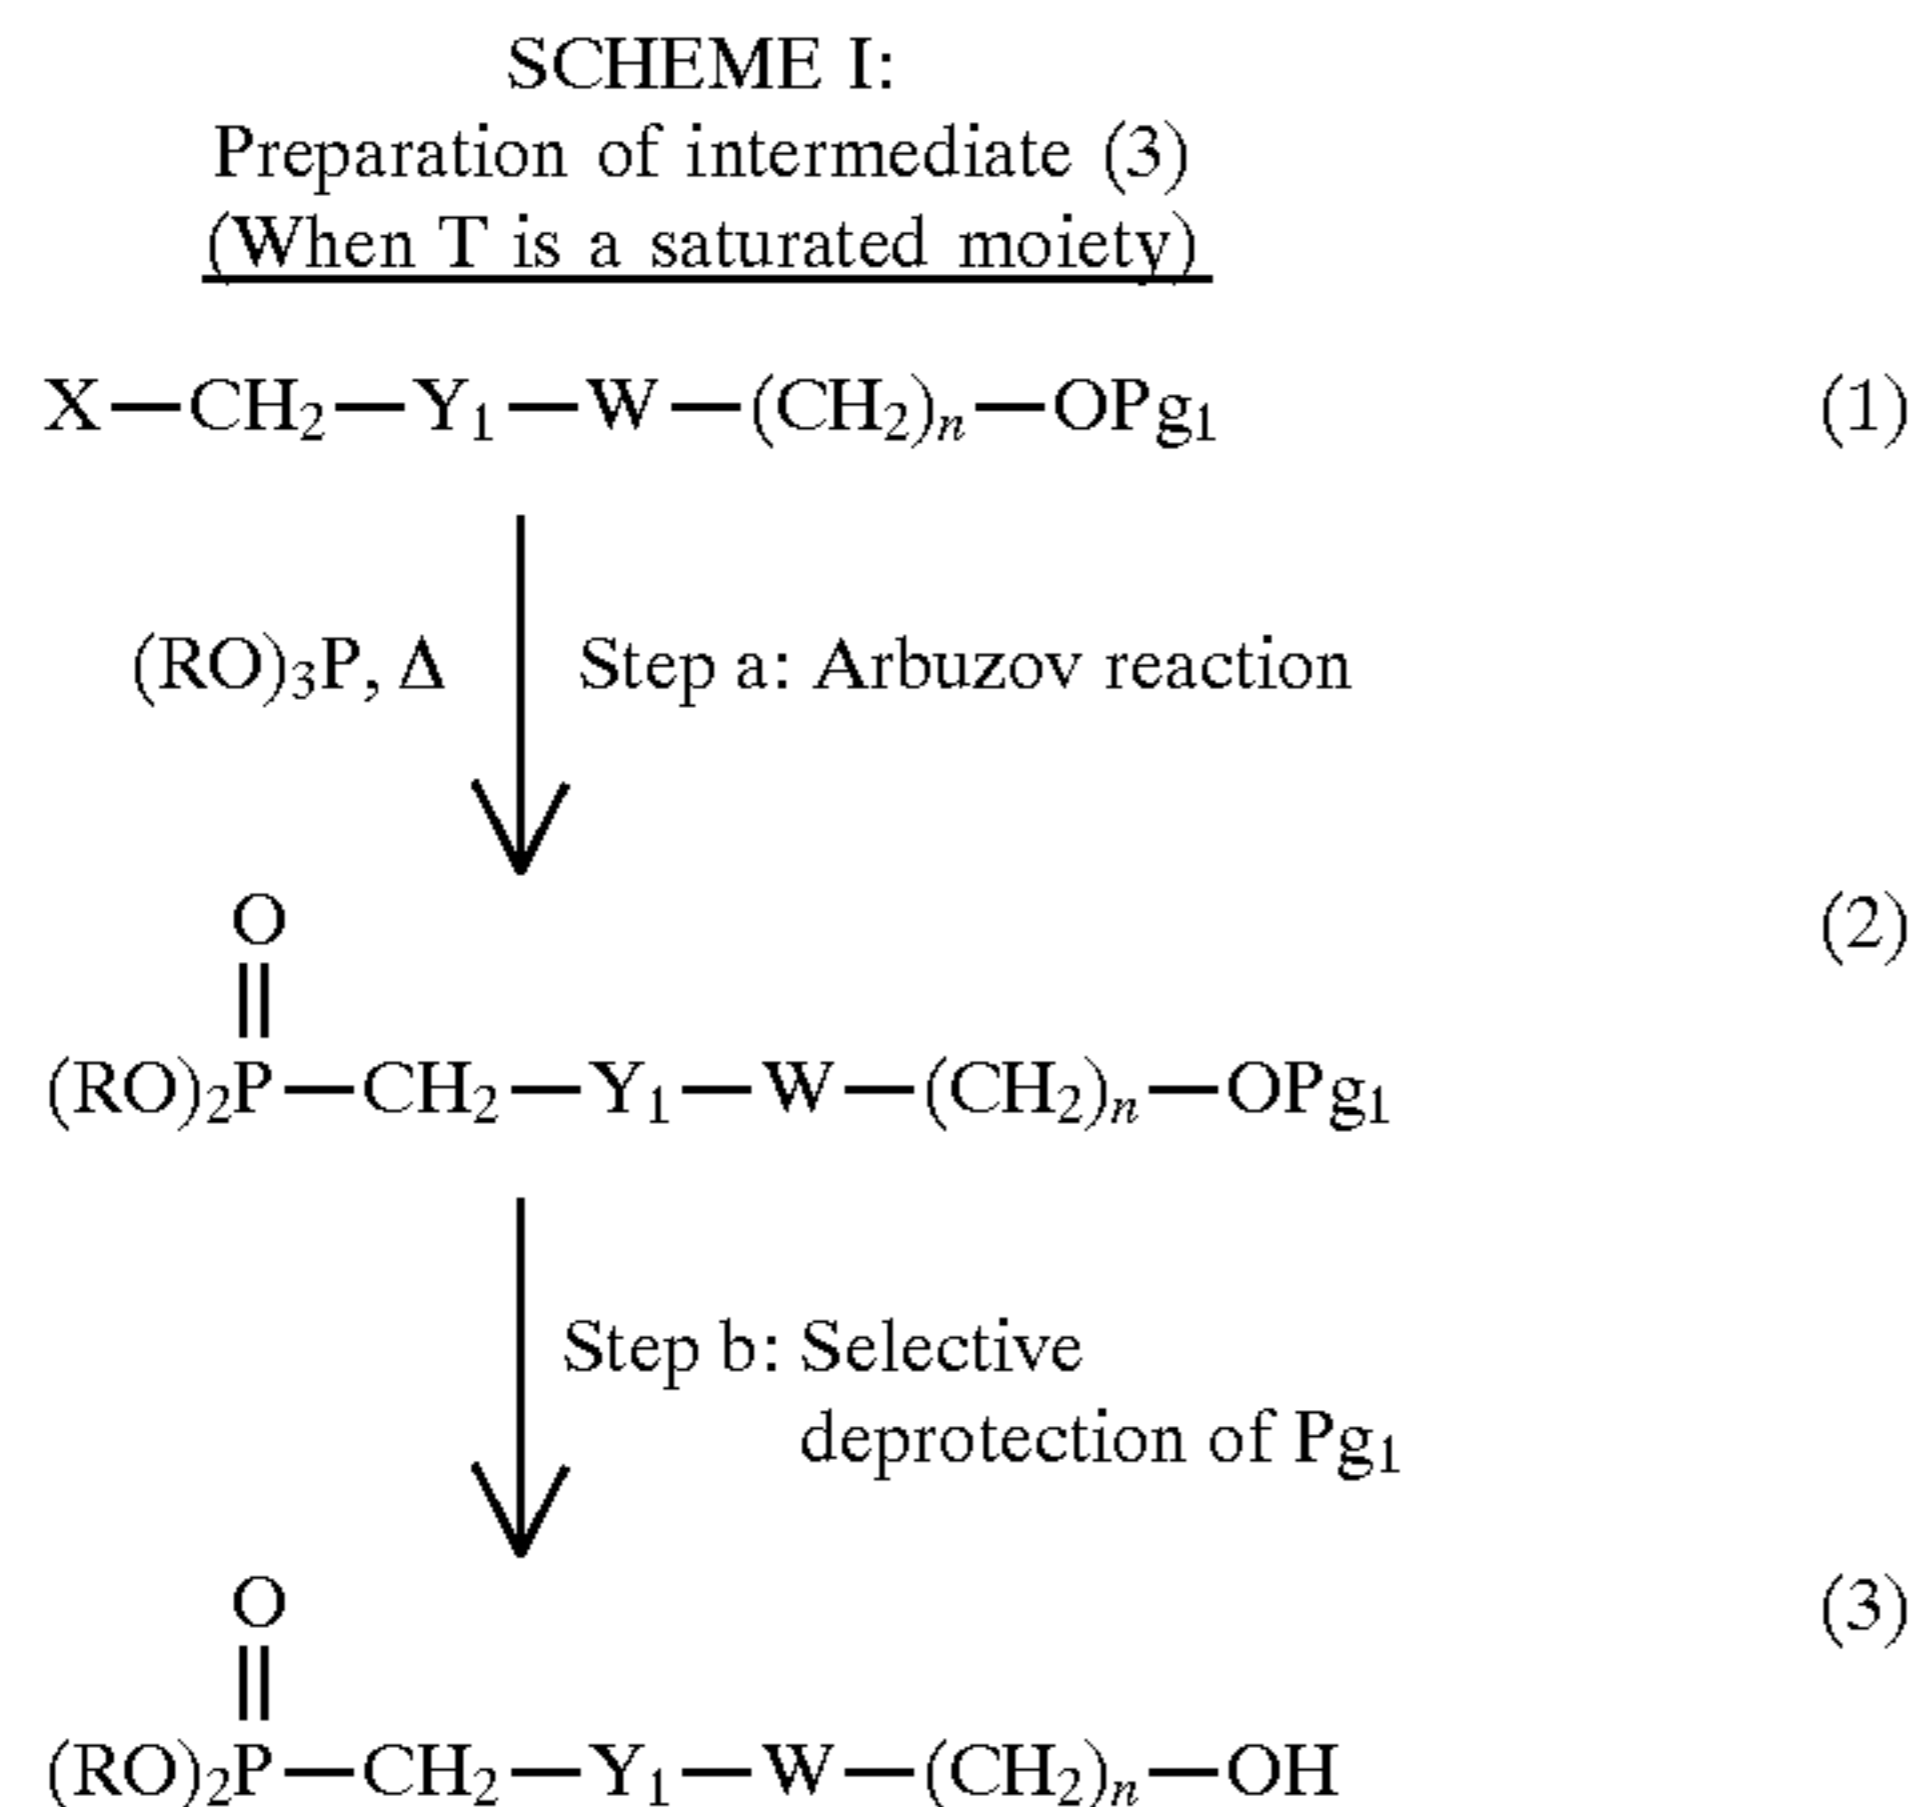 SCHEME I:
Preparation of intermediate (3)
(When T is a saturated moiety)
X—CH₂—Y₁—W—(CH₂)ₙ—OPg₁ (1)
(RO)₃P, Δ Step a: Arbuzov reaction
O (2)
(RO)₂P—CH₂—Y₁—W—(CH₂)ₙ—OPg₁
Step b: Selective
deprotection of Pg₁
O (3)
(RO)₂P—CH₂—Y₁—W—(CH₂)ₙ—OH